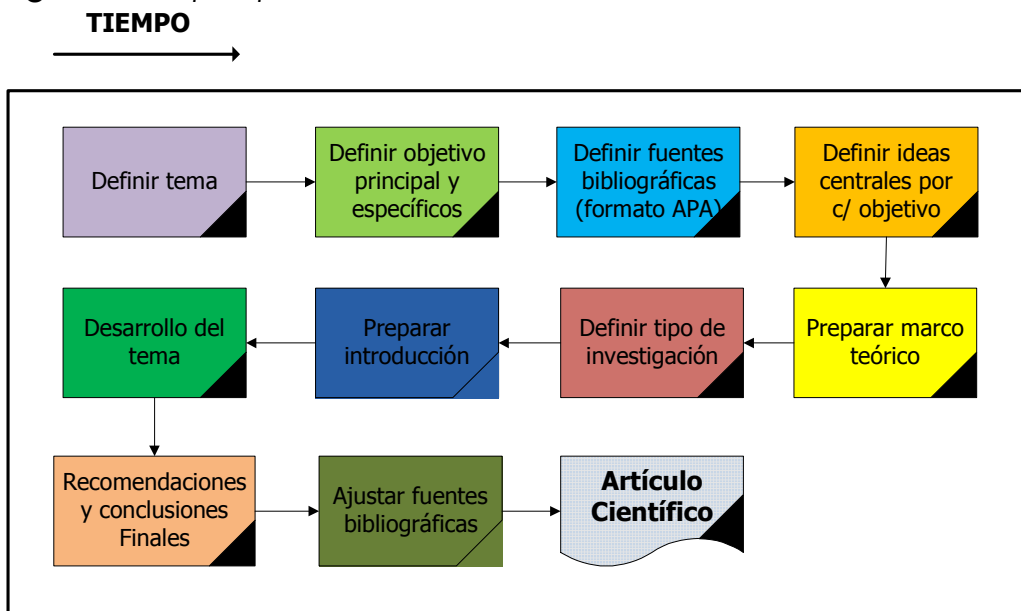 TIEMPO
Definir tema
Definir objetivo
principal y
específicos
Definir fuentes
bibliográficas
(formato APA)
Definir ideas
centrales por
c/ objetivo
Desarrollo del
tema
Preparar
introducción
Definir tipo de
investigación
Preparar marco
teórico
Recomendaciones
y conclusiones
Finales
Ajustar fuentes
bibliográficas
Artículo
Científico